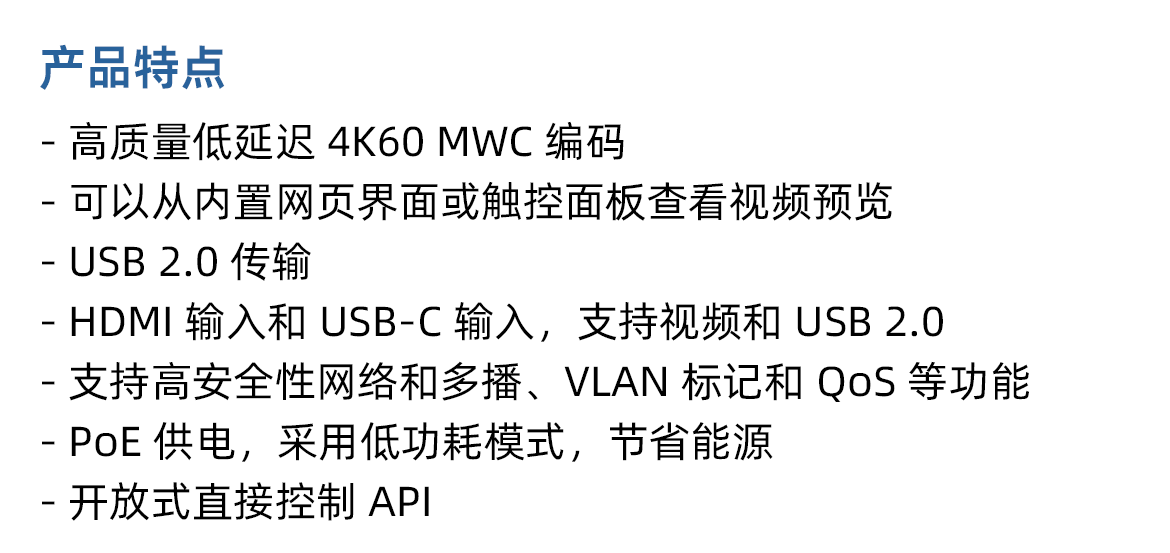 产品特点
- 高质量低延迟 4K60 MWC 编码
- 可以从内置网页界面或触控面板查看视频预览
- USB 2.0 传输
- HDMI 输入和 USB-C 输入，支持视频和 USB 2.0
- 支持高安全性网络和多播、VLAN 标记和 QoS 等功能
- PoE 供电，采用低功耗模式，节省能源
- 开放式直接控制 API